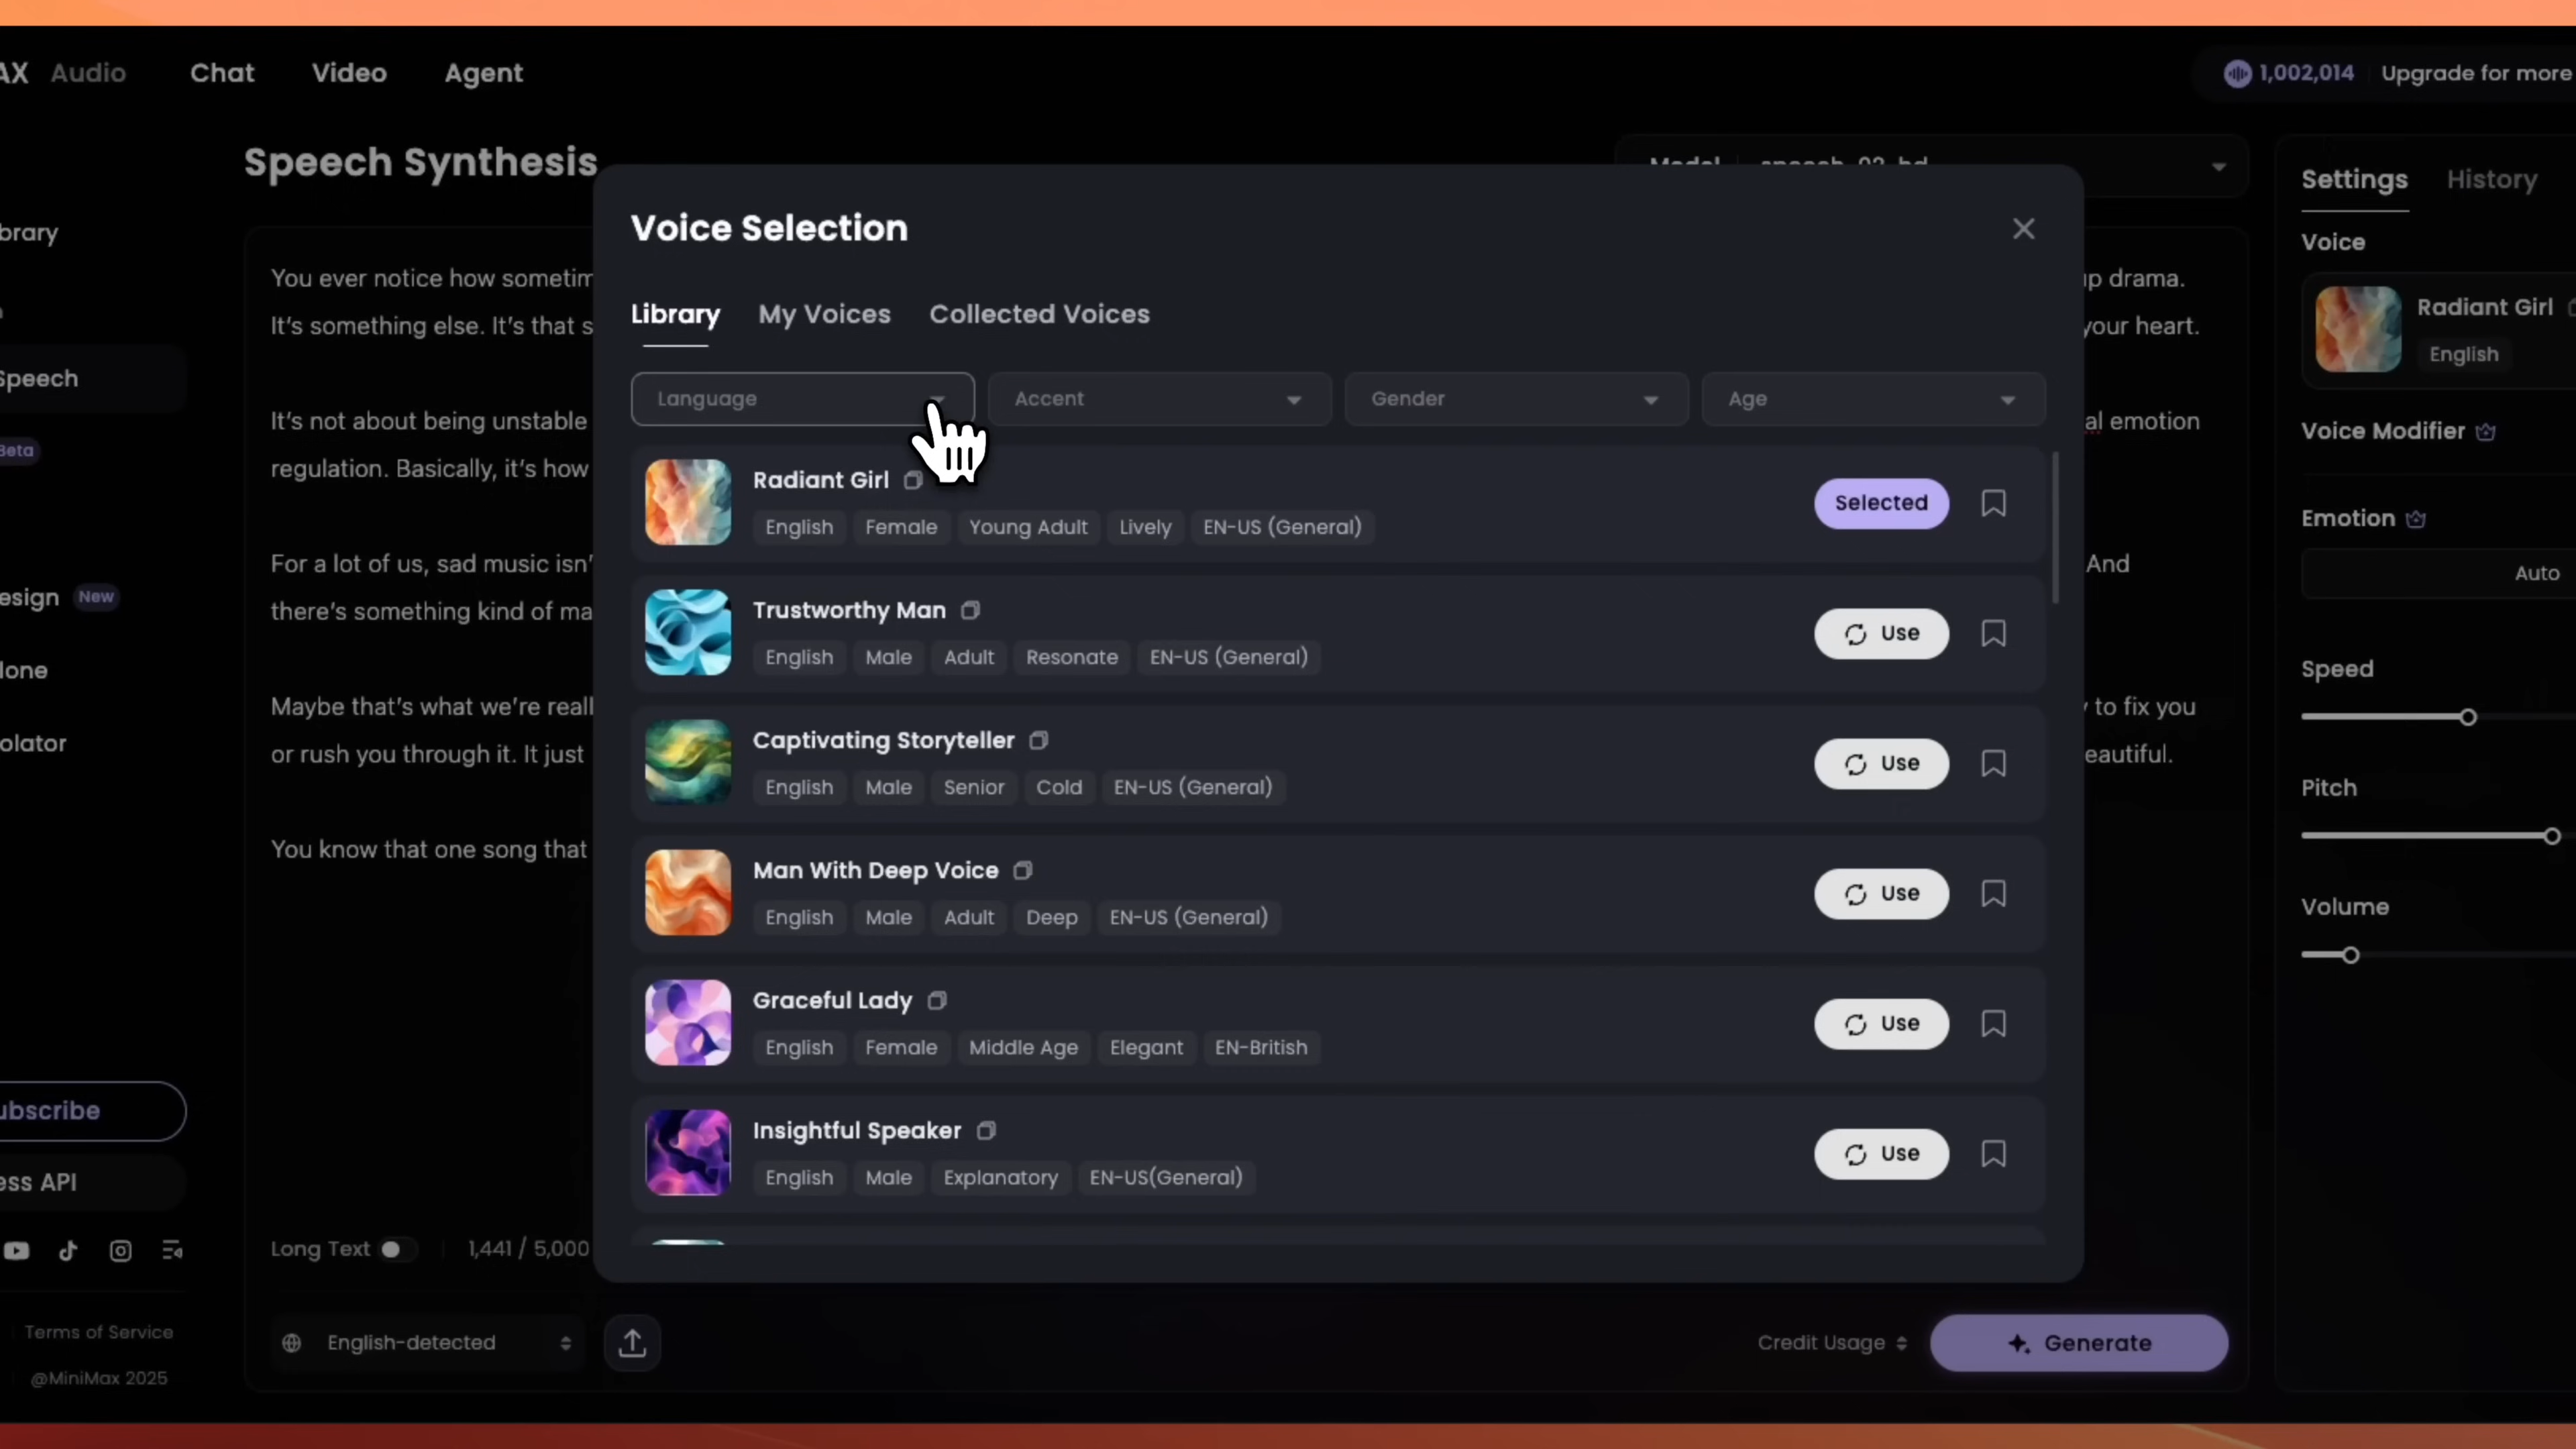 AX Audio Chat Video Agent
1,002,014 Upgrade for more
Speech Synthesis
Settings History
ibrary
Speech
Beta
esign New
lone
olator
ubscribe
ess API
Terms of Service
@MiniMax 2025
You ever notice how sometim
It's something else. It's that s
It's not about being unstable
regulation. Basically, it's how
For a lot of us, sad music isn'
there's something kind of ma
Maybe that's what we're reall
or rush you through it. It just
You know that one song that
Long Text 1,441 / 5,000
English-detected
Voice Selection
Library My Voices Collected Voices
Language Accent Gender Age
Radiant Girl
English Female Young Adult Lively EN-US (General)
Selected
Trustworthy Man
English Male Adult Resonate EN-US (General)
Use
Captivating Storyteller
English Male Senior Cold EN-US (General)
Use
Man With Deep Voice
English Male Adult Deep EN-US (General)
Use
Graceful Lady
English Female Middle Age Elegant EN-British
Use
Insightful Speaker
English Male Explanatory EN-US(General)
Use
up drama.
your heart.
al emotion
And
to fix you
eautiful.
Credit Usage Generate
Voice
Radiant Girl
English
Voice Modifier
Emotion
Auto
Speed
Pitch
Volume